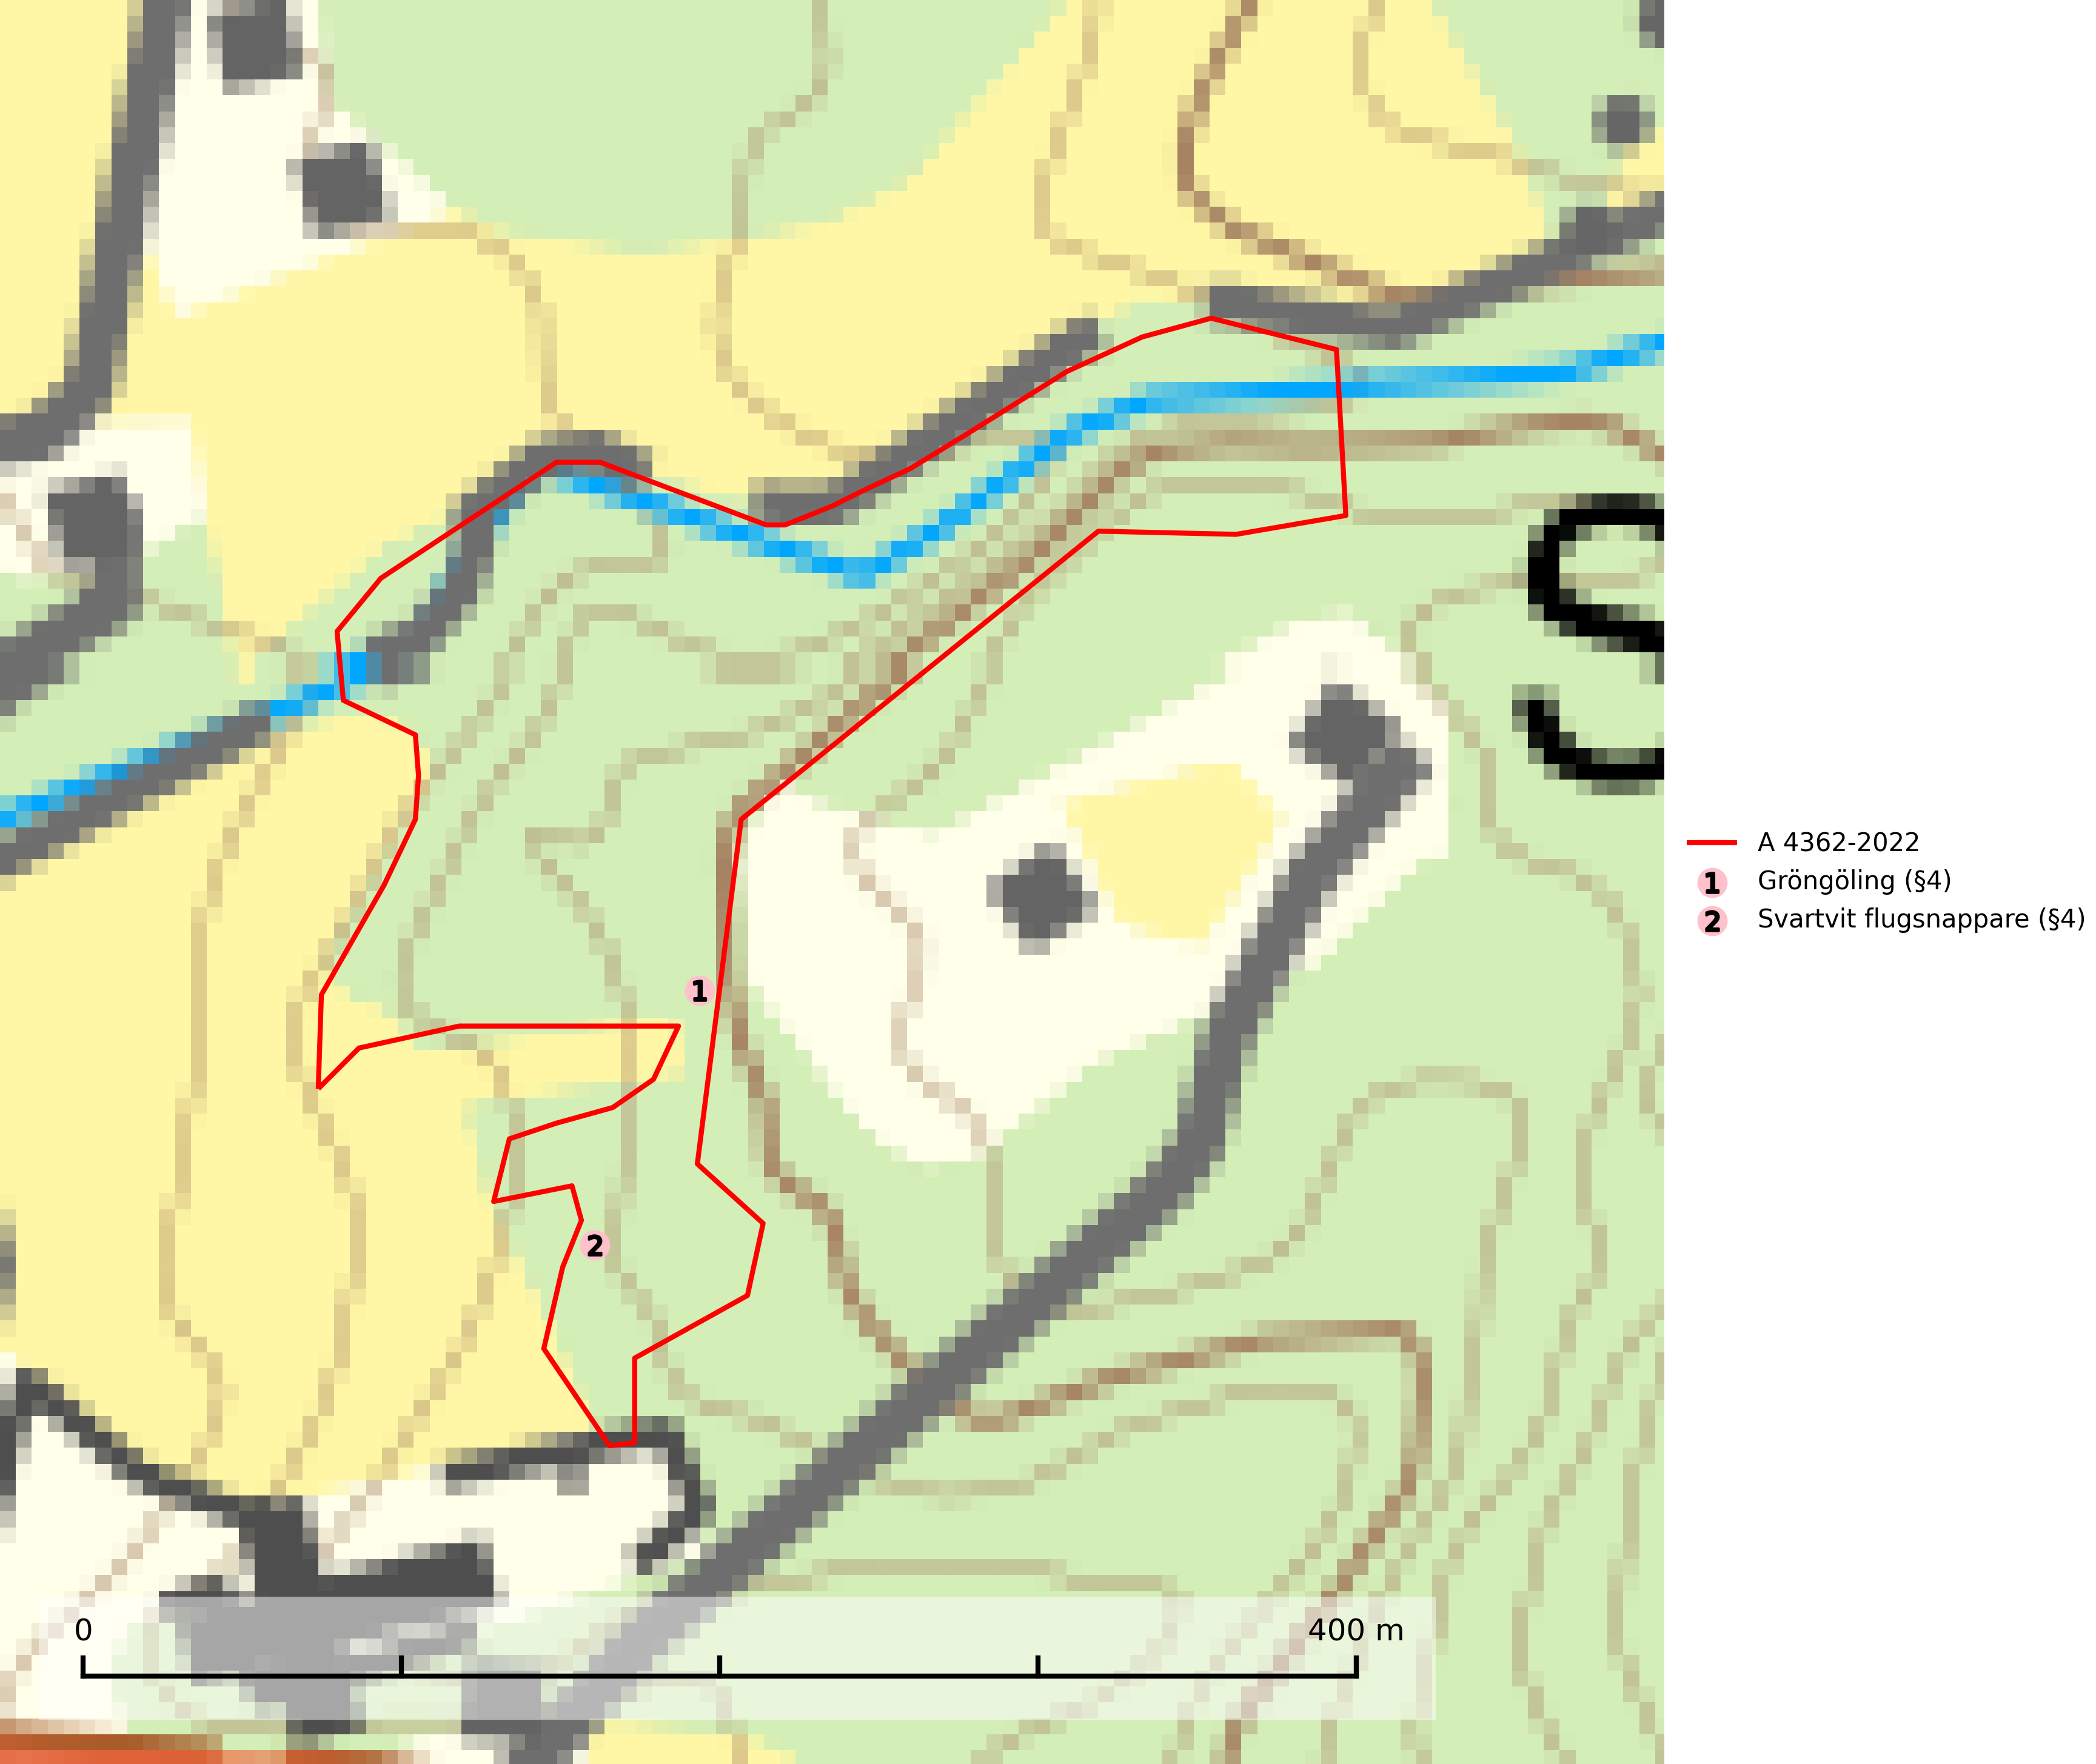 1
2
0
400 m
A 4362-2022
1 Gröngöling (§4)
2 Svartvit flugsnappare (§4)